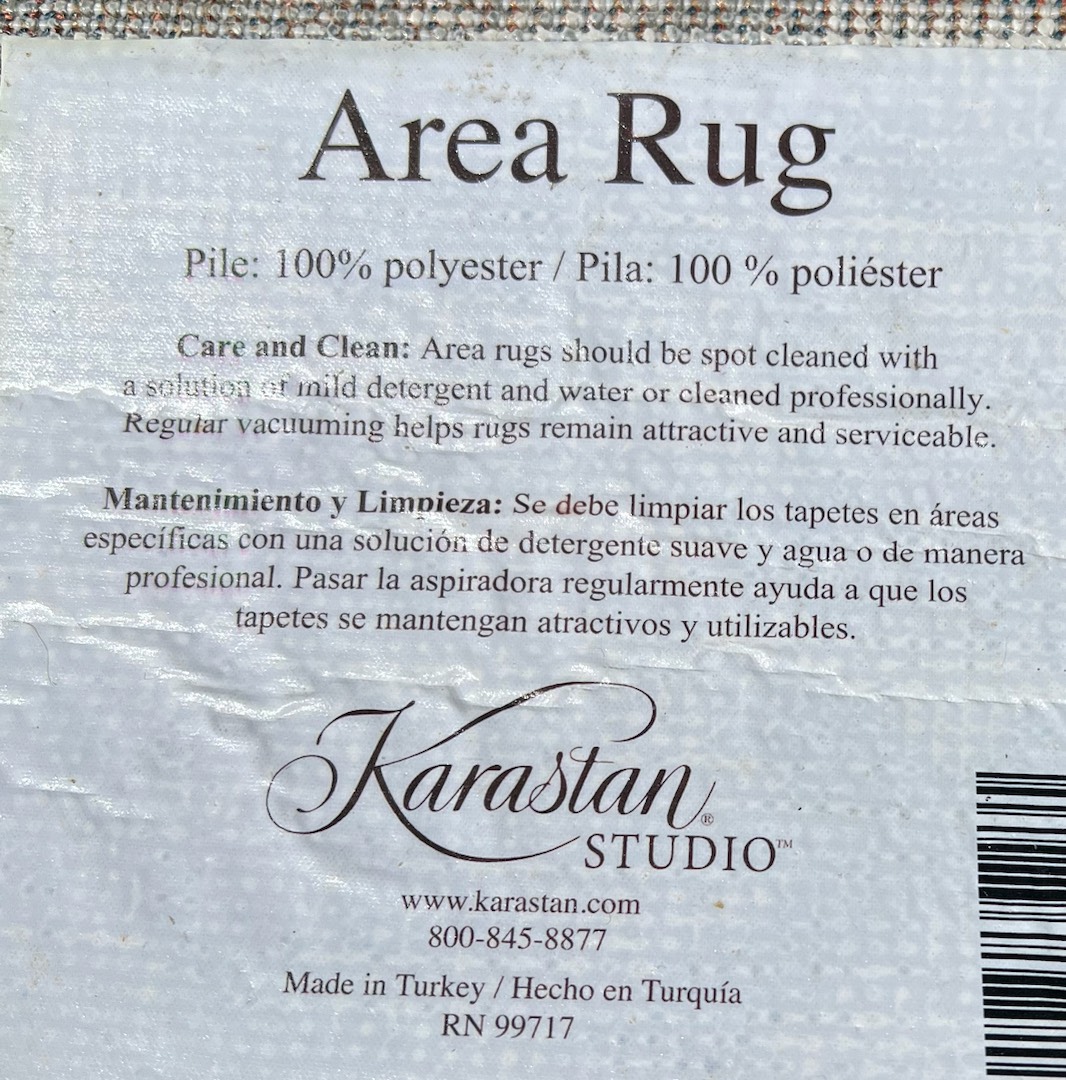 Area Rug
Pile: 100% polyester / Pila: 100 % poliéster
Care and Clean: Area rugs should be spot cleaned with
a solution of mild detergent and water or cleaned professionally.
Regular vacuuming helps rugs remain attractive and serviceable.
Mantenimiento y Limpieza: Se debe limpiar los tapetes en áreas
específicas con una solución de detergente suave y agua o de manera
profesional. Pasar la aspiradora regularmente ayuda a que los
tapetes se mantengan atractivos y utilizables.
Karastan®
STUDIO™
www.karastan.com
800-845-8877
Made in Turkey / Hecho en Turquía
RN 99717